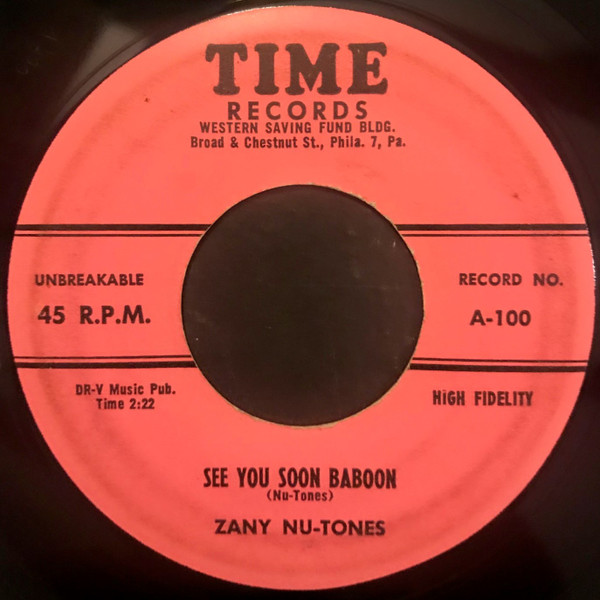 TIME
RECORDS
WESTERN SAVING FUND BLDG.
Broad & Chestnut St., Phila. 7, Pa.
UNBREAKABLE
45 R.P.M.
RECORD NO.
A-100
DR-V Music Pub.
Time 2:22
HiGH FIDELITY
SEE YOU SOON BABOON
(Nu-Tones)
ZANY NU-TONES